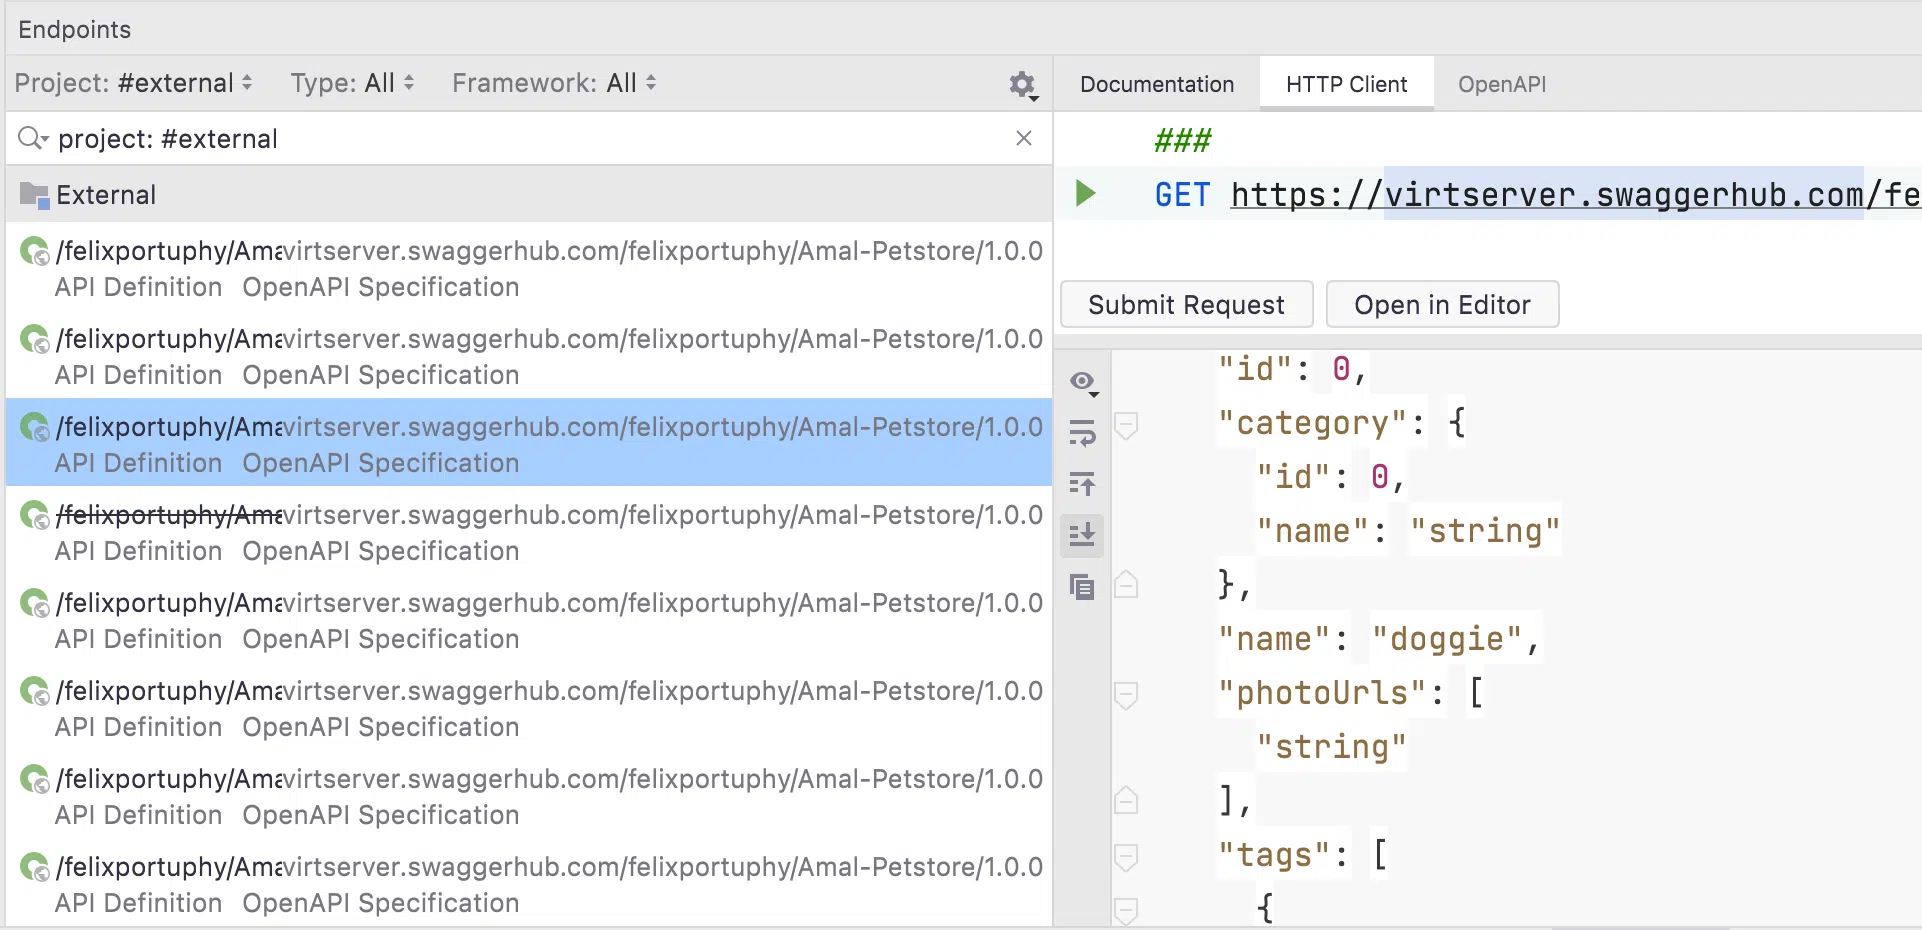 Endpoints
Project: #external Type: All Framework: All
project: #external
External
/felixportuphy/Ama virtserver.swaggerhub.com/felixportuphy/Amal-Petstore/1.0.0
API Definition OpenAPI Specification
/felixportuphy/Ama virtserver.swaggerhub.com/felixportuphy/Amal-Petstore/1.0.0
API Definition OpenAPI Specification
/felixportuphy/Ama virtserver.swaggerhub.com/felixportuphy/Amal-Petstore/1.0.0
API Definition OpenAPI Specification
/felixportuphy/Ama virtserver.swaggerhub.com/felixportuphy/Amal-Petstore/1.0.0
API Definition OpenAPI Specification
/felixportuphy/Ama virtserver.swaggerhub.com/felixportuphy/Amal-Petstore/1.0.0
API Definition OpenAPI Specification
/felixportuphy/Ama virtserver.swaggerhub.com/felixportuphy/Amal-Petstore/1.0.0
API Definition OpenAPI Specification
/felixportuphy/Ama virtserver.swaggerhub.com/felixportuphy/Amal-Petstore/1.0.0
API Definition OpenAPI Specification
/felixportuphy/Ama virtserver.swaggerhub.com/felixportuphy/Amal-Petstore/1.0.0
API Definition OpenAPI Specification
Documentation HTTP Client OpenAPI
###
GET https://virtserver.swaggerhub.com/fe
Submit Request Open in Editor
"id": 0,
"category": {
"id": 0,
"name": "string"
},
"name": "doggie",
"photoUrls": [
"string"
],
"tags": [
{